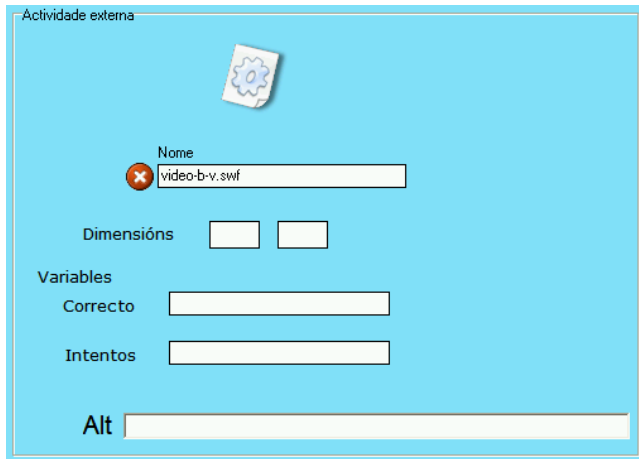 Actividade externa
Nome
video-b-v.swf
Dimensións
Variables
Correcto
Intentos
Alt